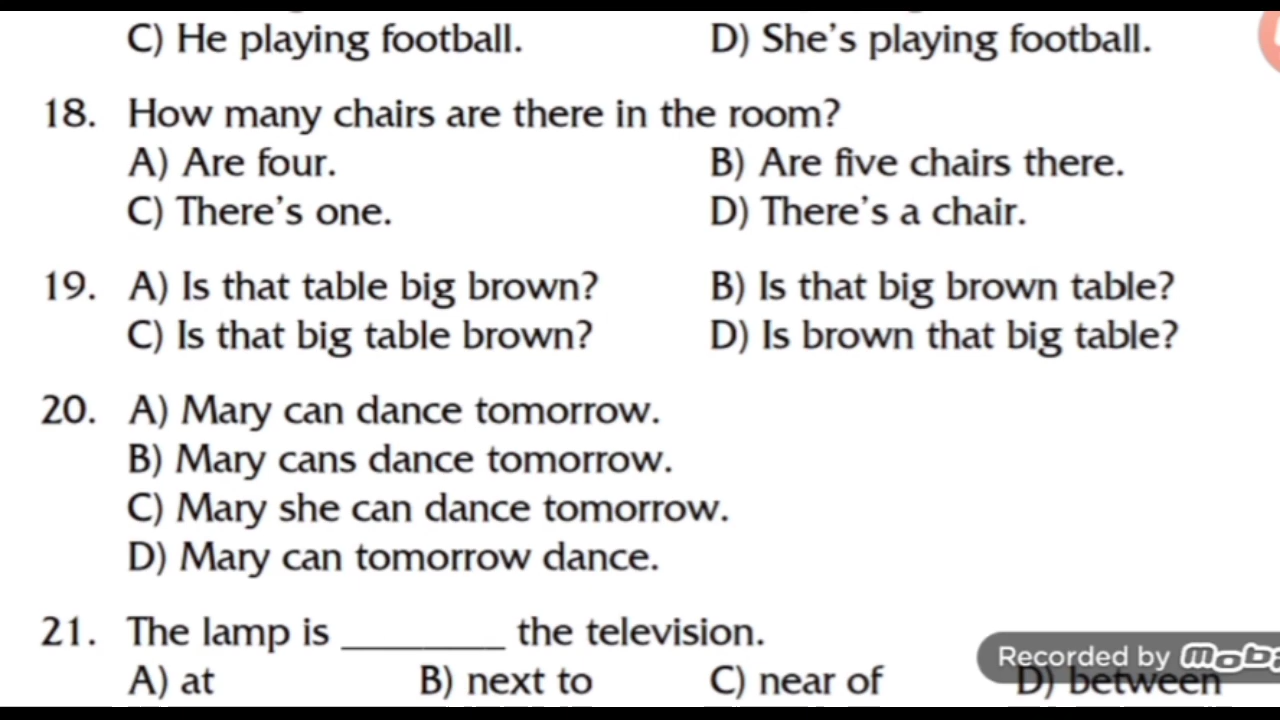 C) He playing football. D) She's playing football.
18. How many chairs are there in the room?
A) Are four. B) Are five chairs there.
C) There's one. D) There's a chair.
19. A) Is that table big brown? B) Is that big brown table?
C) Is that big table brown? D) Is brown that big table?
20. A) Mary can dance tomorrow.
B) Mary cans dance tomorrow.
C) Mary she can dance tomorrow.
D) Mary can tomorrow dance.
21. The lamp is ________ the television.
Recorded by
A) at B) next to C) near of D) between